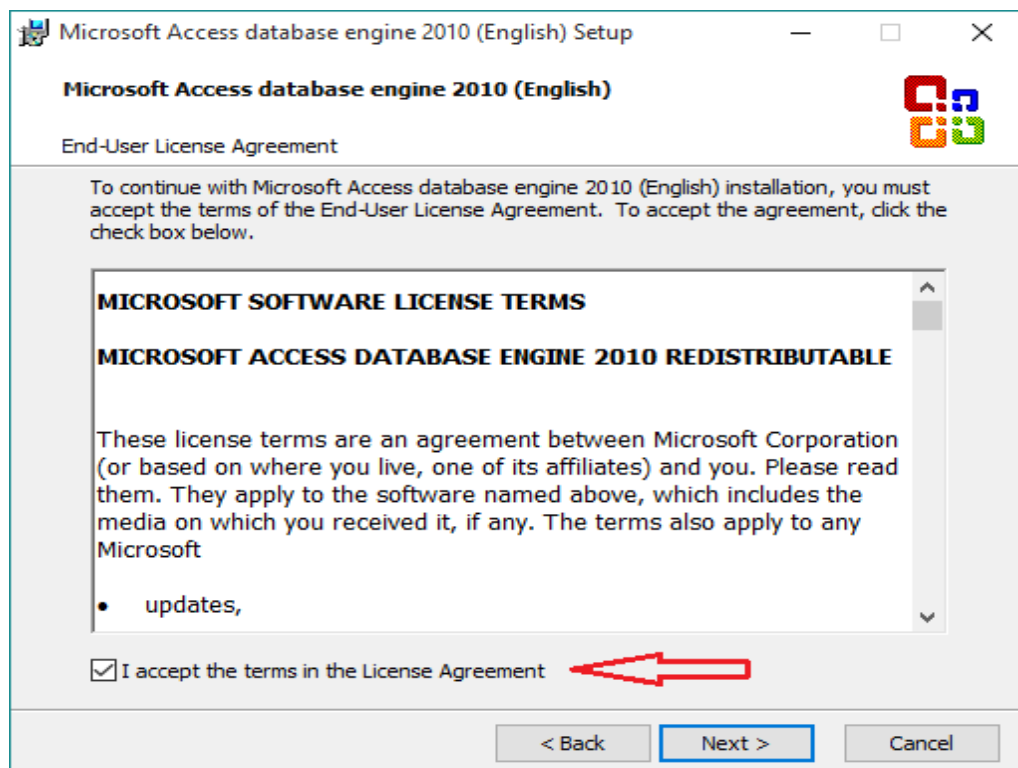 Microsoft Access database engine 2010 (English) Setup
Microsoft Access database engine 2010 (English)
End-User License Agreement
To continue with Microsoft Access database engine 2010 (English) installation, you must
accept the terms of the End-User License Agreement.  To accept the agreement, click the
check box below.
MICROSOFT SOFTWARE LICENSE TERMS
MICROSOFT ACCESS DATABASE ENGINE 2010 REDISTRIBUTABLE
These license terms are an agreement between Microsoft Corporation
(or based on where you live, one of its affiliates) and you. Please read
them. They apply to the software named above, which includes the
media on which you received it, if any. The terms also apply to any
Microsoft
• updates,
I accept the terms in the License Agreement
< Back Next > Cancel